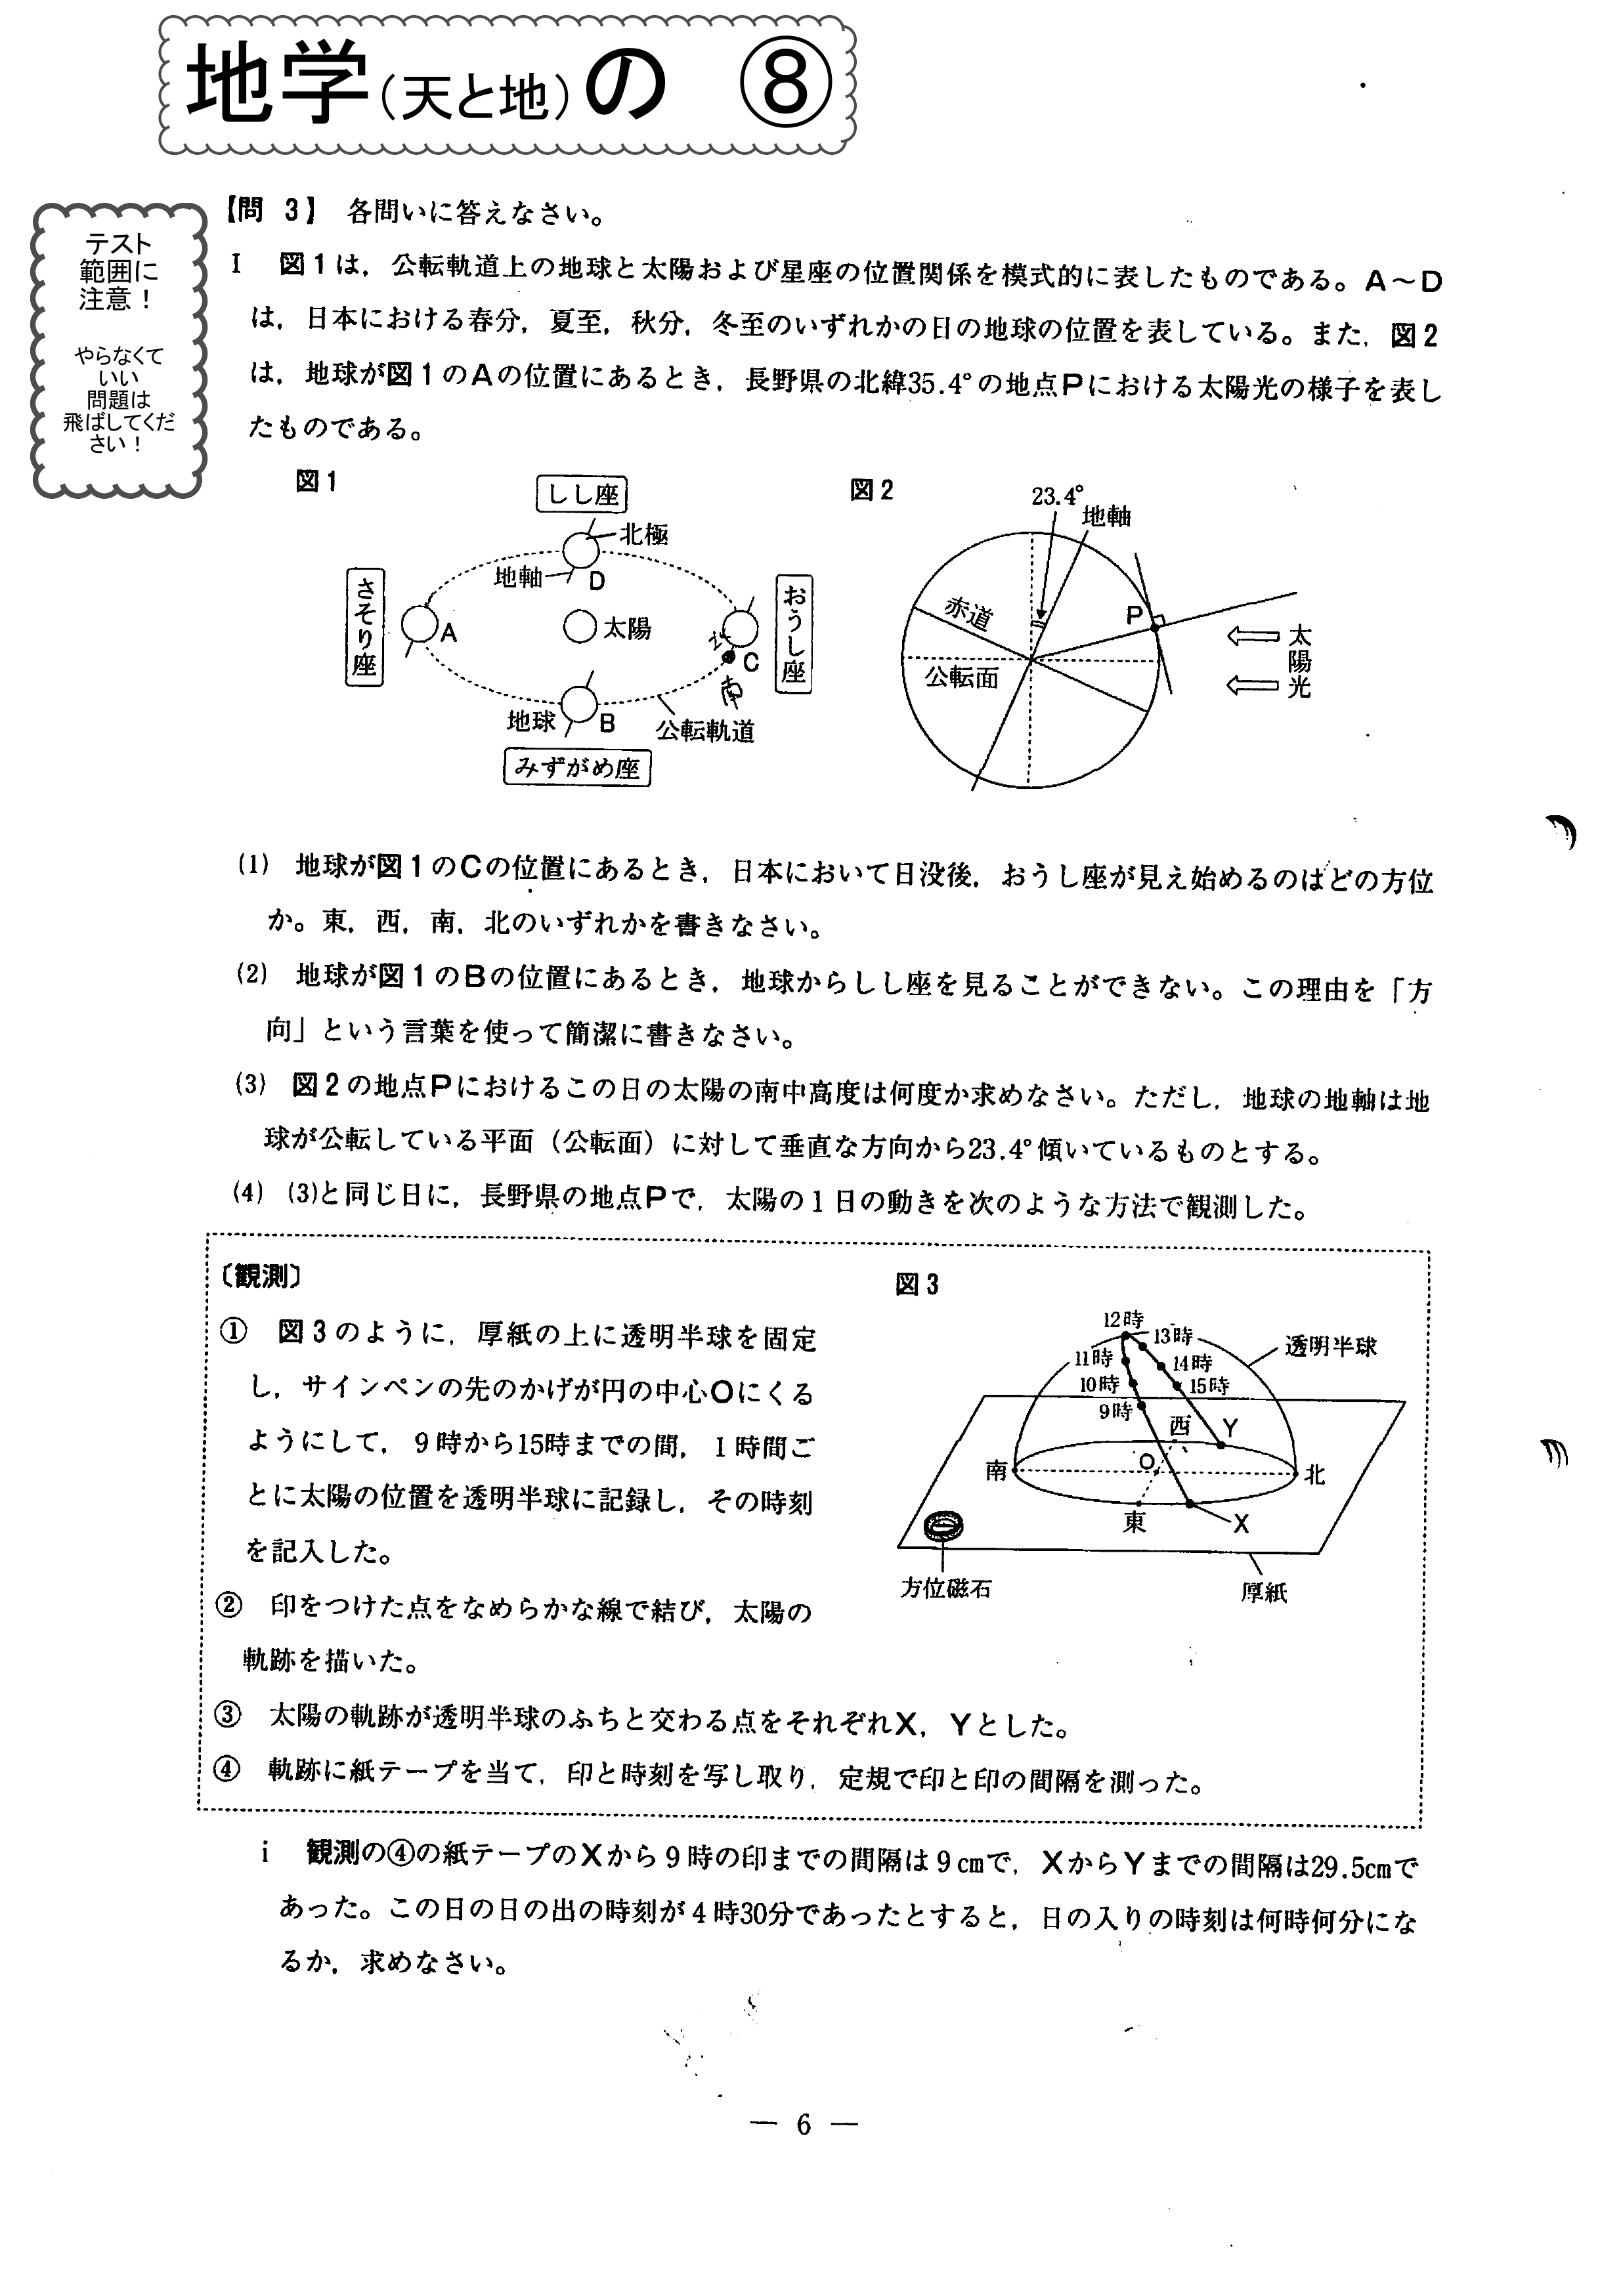 地学(天と地)の ⑧
テスト
範囲に
注意！
やらなくて
いい
問題は
飛ばしてくだ
さい！
【問 3】 各問いに答えなさい。
Ⅰ 図1は，公転軌道上の地球と太陽および星座の位置関係を模式的に表したものである。A～D
は，日本における春分，夏至，秋分，冬至のいずれかの日の地球の位置を表している。また，図2
は，地球が図1のAの位置にあるとき，長野県の北緯35.4°の地点Pにおける太陽光の様子を表し
たものである。
図1
しし座
北極
地軸
D
さそり座
A
太陽
おうし座
C
南
地球
B
公転軌道
みずがめ座
図2
23.4°
地軸
赤道
P
公転面
太陽光
(1) 地球が図1のCの位置にあるとき，日本において日没後，おうし座が見え始めるのはどの方位
か。東，西，南，北のいずれかを書きなさい。
(2) 地球が図1のBの位置にあるとき，地球からしし座を見ることができない。この理由を「方
向」という言葉を使って簡潔に書きなさい。
(3) 図2の地点Pにおけるこの日の太陽の南中高度は何度か求めなさい。ただし，地球の地軸は地
球が公転している平面（公転面）に対して垂直な方向から23.4°傾いているものとする。
(4) (3)と同じ日に，長野県の地点Pで，太陽の1日の動きを次のような方法で観測した。
〔観測〕
① 図3のように，厚紙の上に透明半球を固定
し，サインペンの先のかげが円の中心Oにくる
ようにして，9時から15時までの間，1時間ご
とに太陽の位置を透明半球に記録し，その時刻
を記入した。
② 印をつけた点をなめらかな線で結び，太陽の
軌跡を描いた。
③ 太陽の軌跡が透明半球のふちと交わる点をそれぞれX，Yとした。
④ 軌跡に紙テープを当て，印と時刻を写し取り，定規で印と印の間隔を測った。
図3
12時
13時
透明半球
11時
14時
10時
15時
9時
西
Y
南
O
北
東
X
方位磁石
厚紙
i 観測の④の紙テープのXから9時の印までの間隔は9cmで，XからYまでの間隔は29.5cmで
あった。この日の日の出の時刻が4時30分であったとすると，日の入りの時刻は何時何分にな
るか，求めなさい。
— 6 —